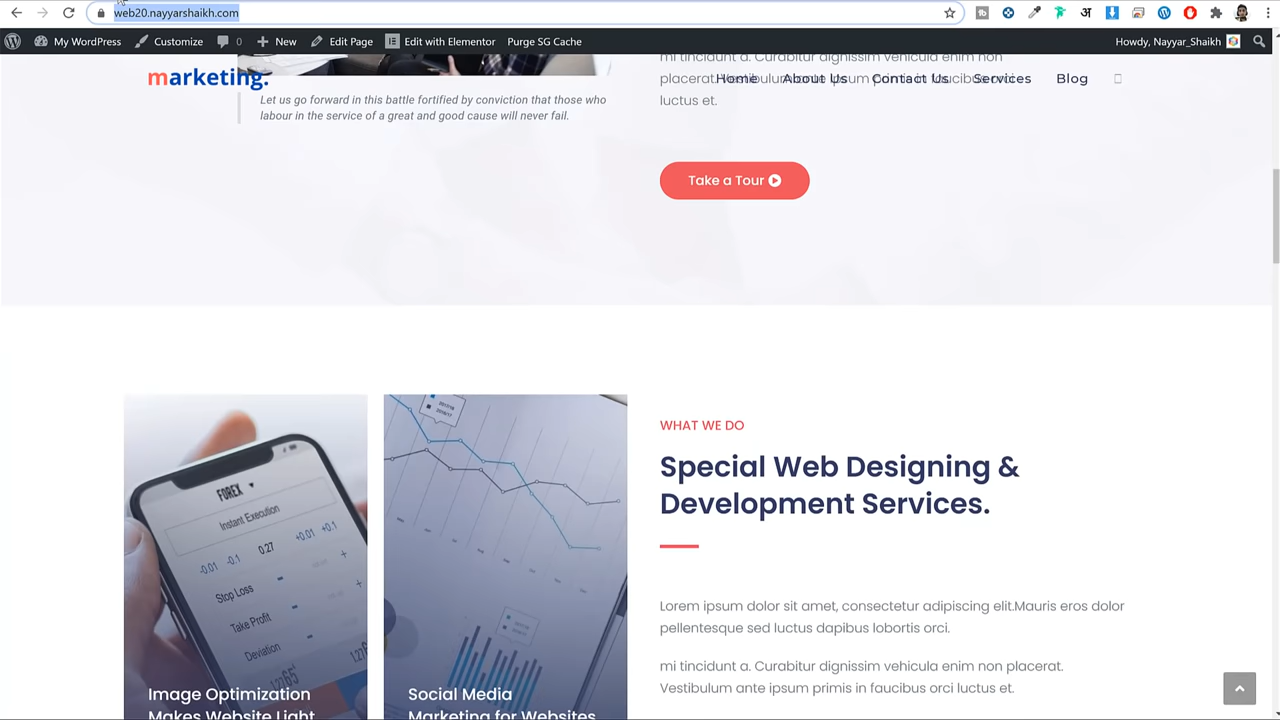 web20.nayyarshaikh.com
My WordPress
Customize
0
New
Edit Page
Edit with Elementor
Purge SG Cache
Howdy, Nayyar_Shaikh
marketing.
Home
About Us
Contact Us
Services
Blog
mi tincidunt a. Curabitur dignissim vehicula enim non
placerat. Vestibulum ante ipsum primis in faucibus orci
luctus et.
Let us go forward in this battle fortified by conviction that those who
labour in the service of a great and good cause will never fail.
Take a Tour
FOREX
Instant Execution
-0.01 -0.1 0.27 +0.01 +0.1
Stop Loss
Take Profit
Deviation
Image Optimization
Makes Website Light
Social Media
Marketing for Websites
WHAT WE DO
Special Web Designing &
Development Services.
Lorem ipsum dolor sit amet, consectetur adipiscing elit.Mauris eros dolor
pellentesque sed luctus dapibus lobortis orci.
mi tincidunt a. Curabitur dignissim vehicula enim non placerat.
Vestibulum ante ipsum primis in faucibus orci luctus et.